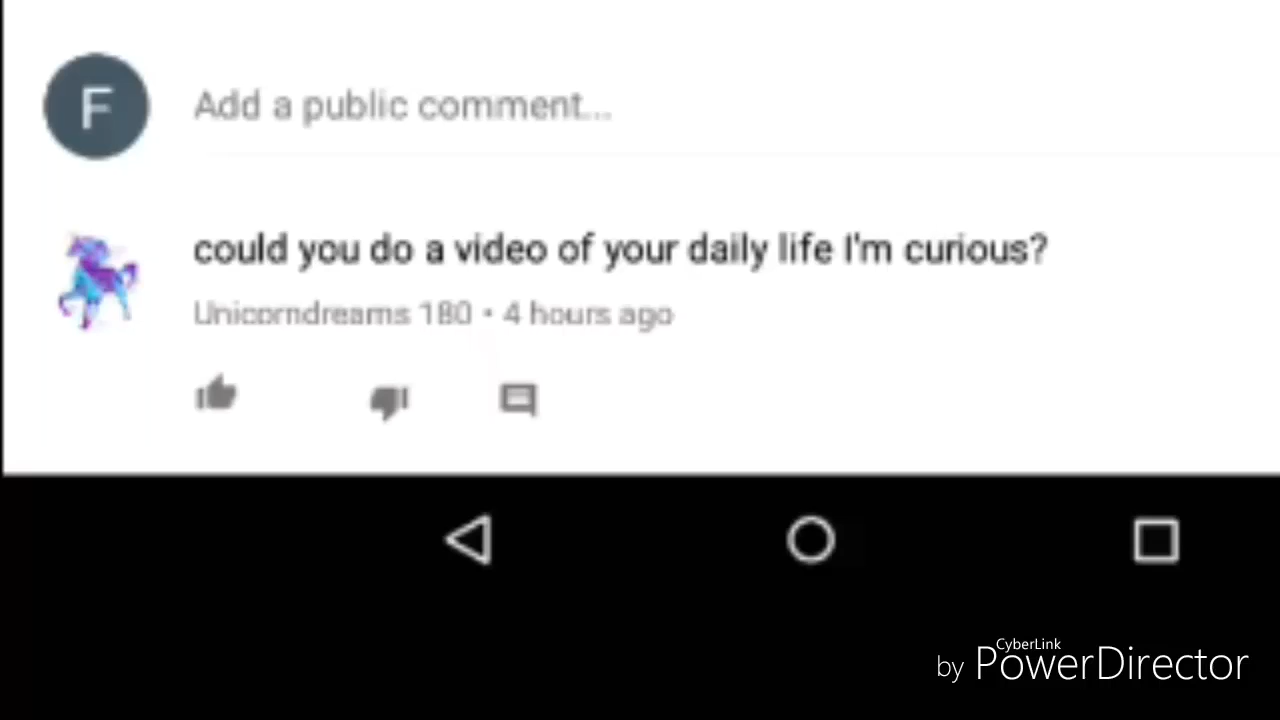 F
Add a public comment...
could you do a video of your daily life I'm curious?
Unicorndreams 180 • 4 hours ago
CyberLink
by PowerDirector